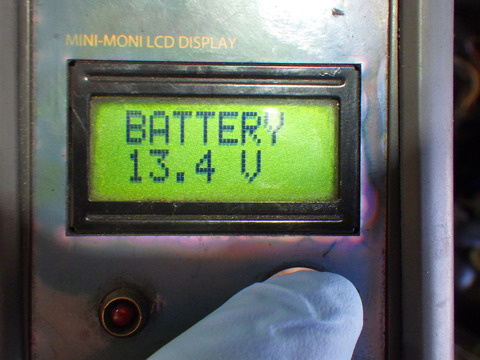 MINI-MONI LCD DISPLAY
BATTERY
13.4 V